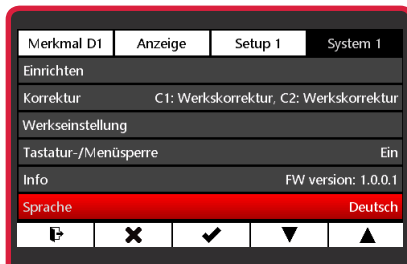 Merkmal D1 Anzeige Setup 1 System 1
Einrichten
Korrektur C1: Werkskorrektur, C2: Werkskorrektur
Werkseinstellung
Tastatur-/Menüsperre Ein
Info FW version: 1.0.0.1
Sprache Deutsch